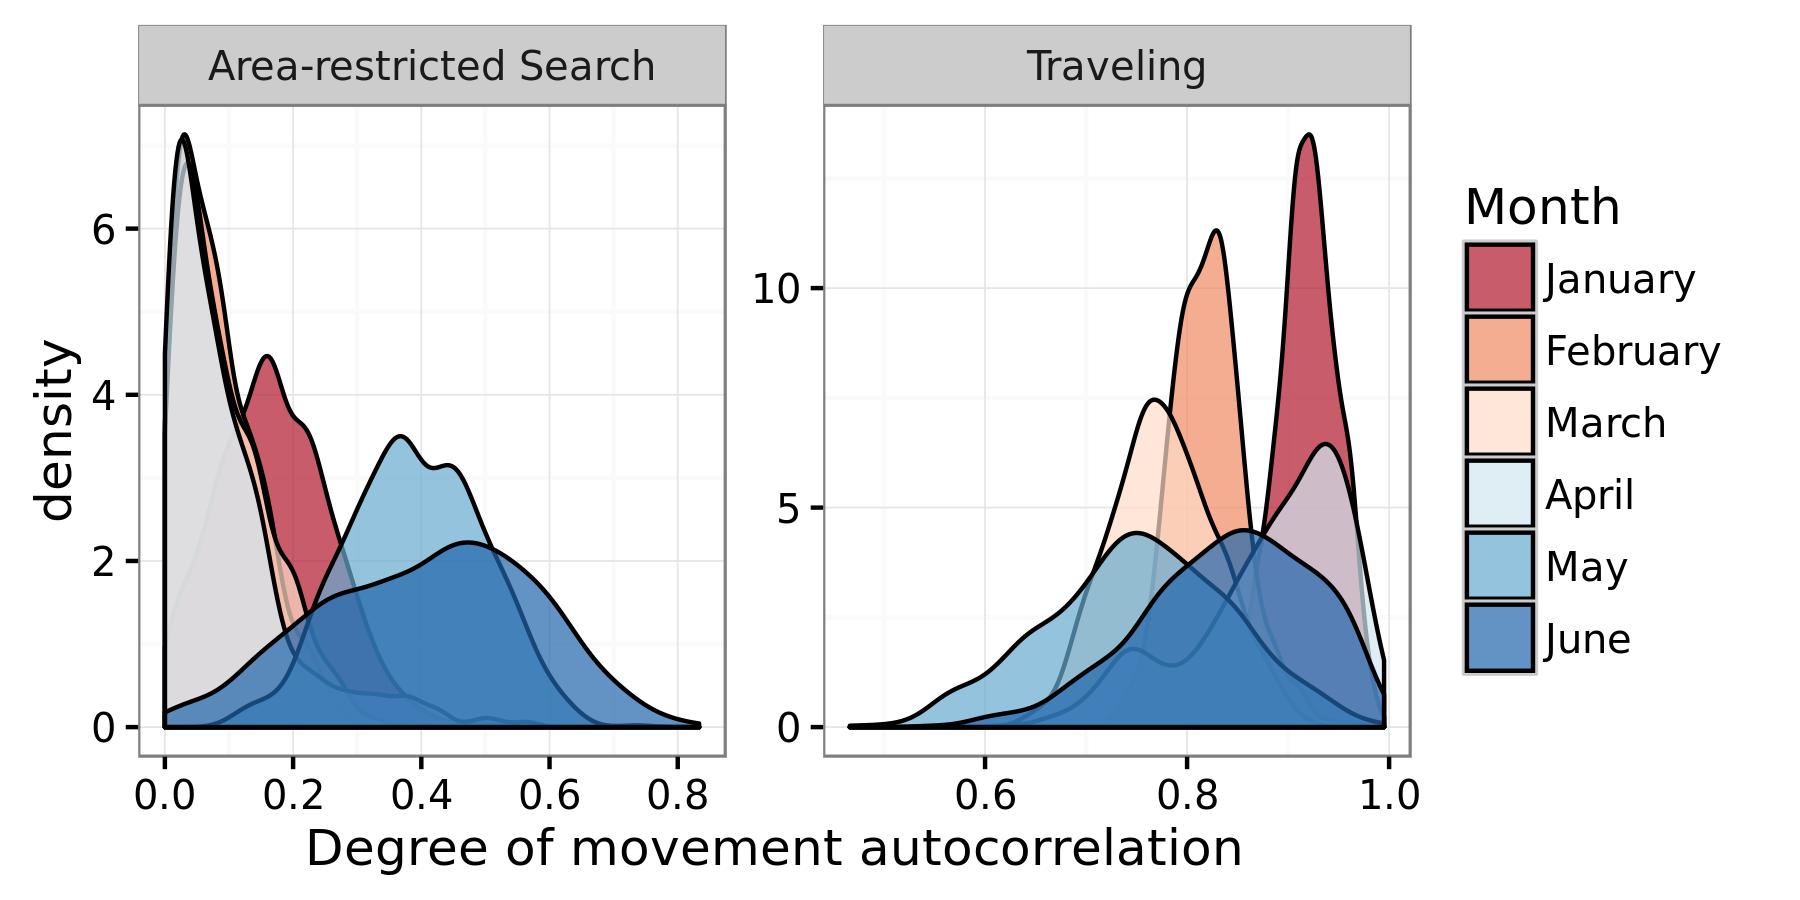 Area-restricted Search
Traveling
density
6
4
2
0
0.0 0.2 0.4 0.6 0.8
10
5
0
0.6 0.8 1.0
Degree of movement autocorrelation
Month
January
February
March
April
May
June